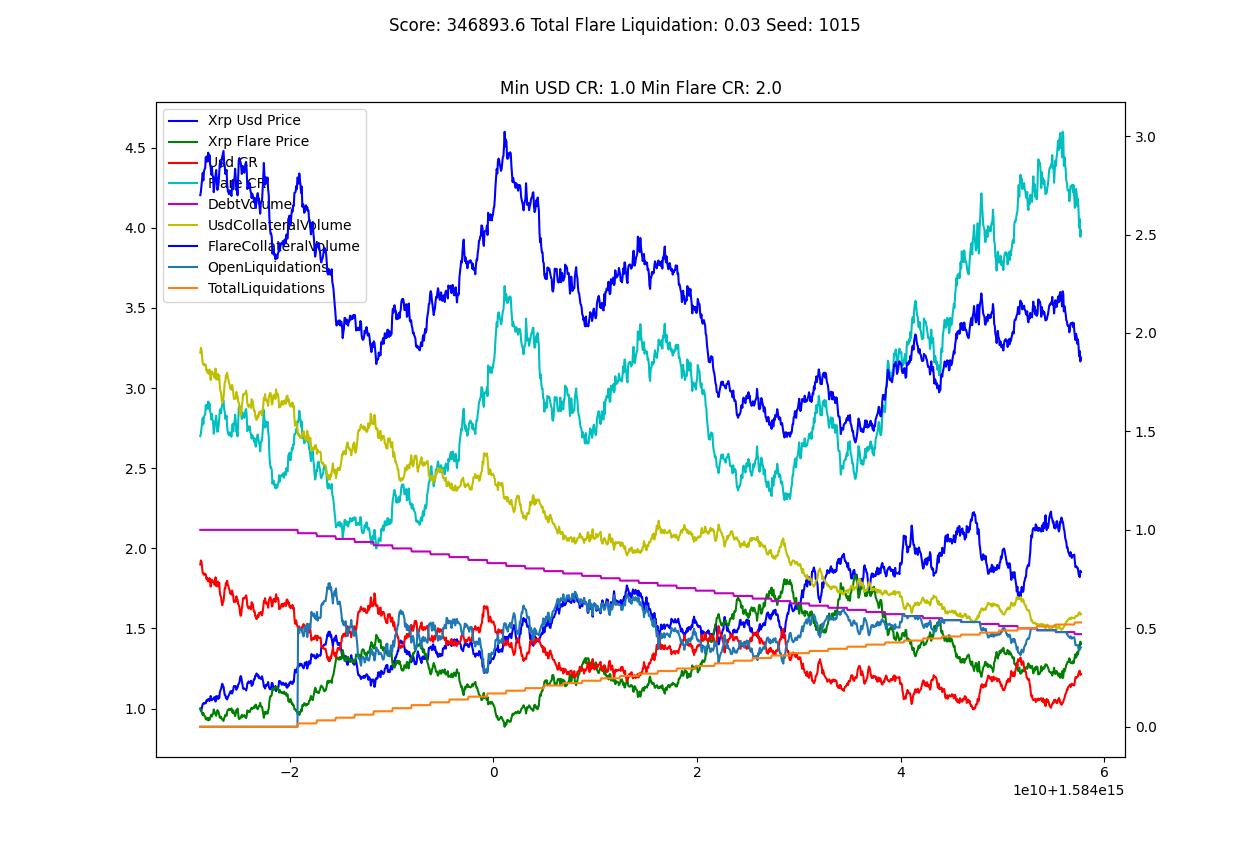 Score: 346893.6 Total Flare Liquidation: 0.03 Seed: 1015
Min USD CR: 1.0 Min Flare CR: 2.0
Xrp Usd Price
Xrp Flare Price
Usd CR
Flare CR
DebtVolume
UsdCollateralVolume
FlareCollateralVolume
OpenLiquidations
TotalLiquidations
4.5
4.0
3.5
3.0
2.5
2.0
1.5
1.0
3.0
2.5
2.0
1.5
1.0
0.5
0.0
−2 0 2 4 6
1e10+1.584e15